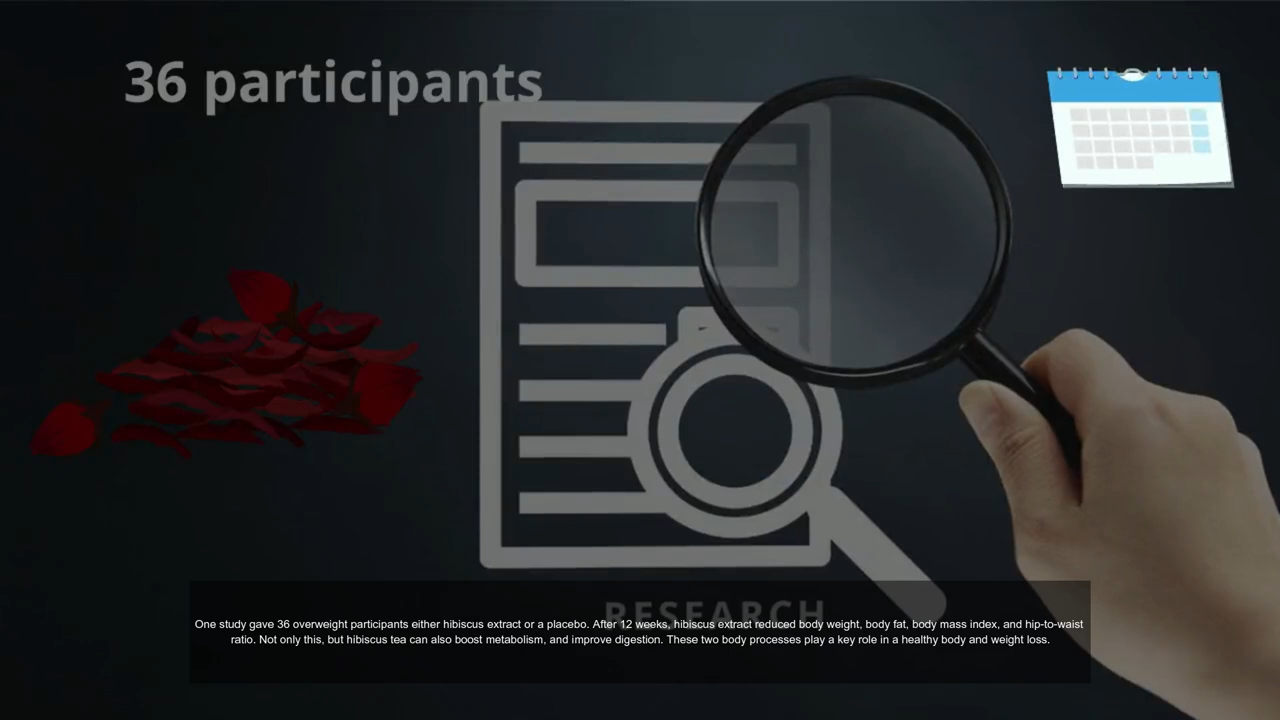 36 participants
RESEARCH
One study gave 36 overweight participants either hibiscus extract or a placebo. After 12 weeks, hibiscus extract reduced body weight, body fat, body mass index, and hip-to-waist
ratio. Not only this, but hibiscus tea can also boost metabolism, and improve digestion. These two body processes play a key role in a healthy body and weight loss.